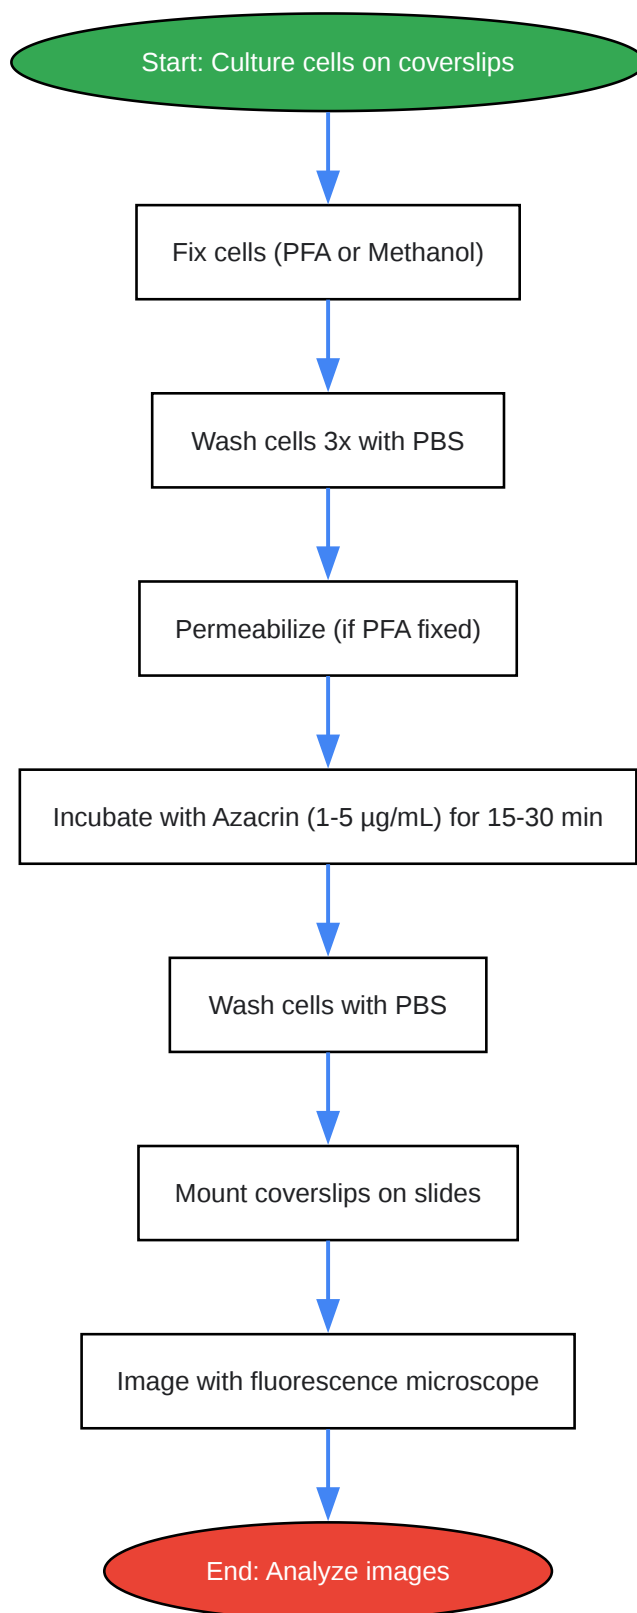 Start: Culture cells on coverslips
Fix cells (PFA or Methanol)
Wash cells 3x with PBS
Permeabilize (if PFA fixed)
Incubate with Azacrin (1-5 µg/mL) for 15-30 min
Wash cells with PBS
Mount coverslips on slides
Image with fluorescence microscope
End: Analyze images